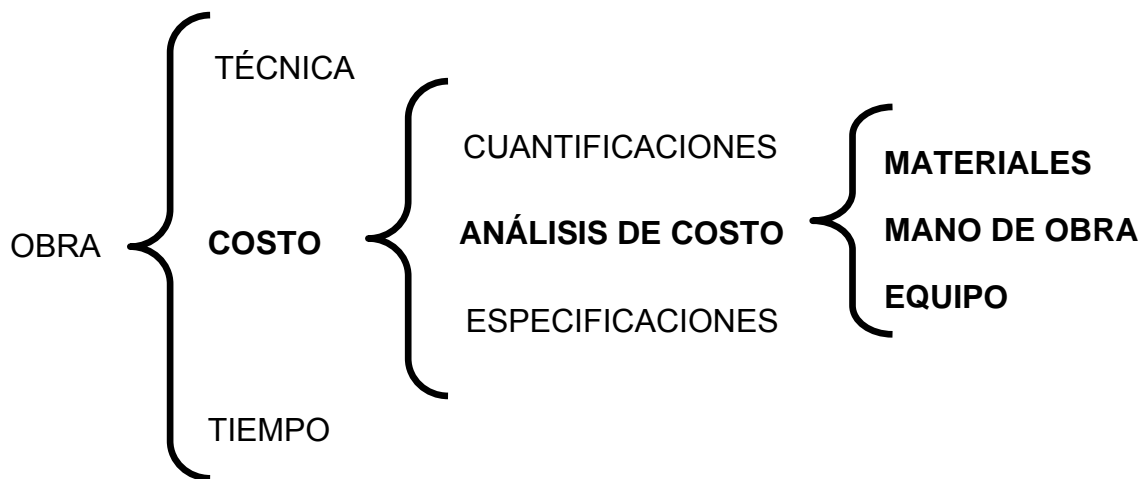 OBRA
TÉCNICA
COSTO
TIEMPO
CUANTIFICACIONES
ANÁLISIS DE COSTO
ESPECIFICACIONES
MATERIALES
MANO DE OBRA
EQUIPO